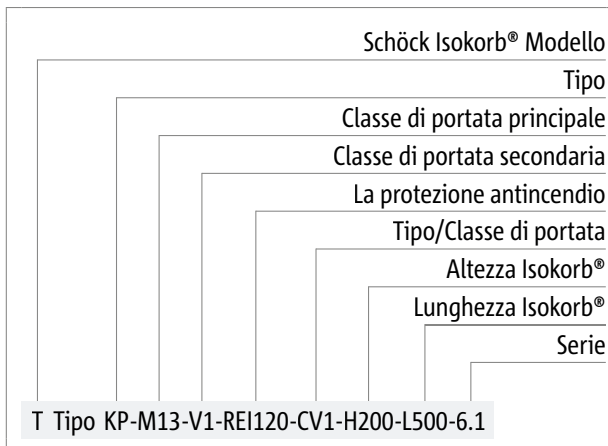 Schöck Isokorb® Modello
Tipo
Classe di portata principale
Classe di portata secondaria
La protezione antincendio
Tipo/Classe di portata
Altezza Isokorb®
Lunghezza Isokorb®
Serie
T Tipo KP-M13-V1-REI120-CV1-H200-L500-6.1